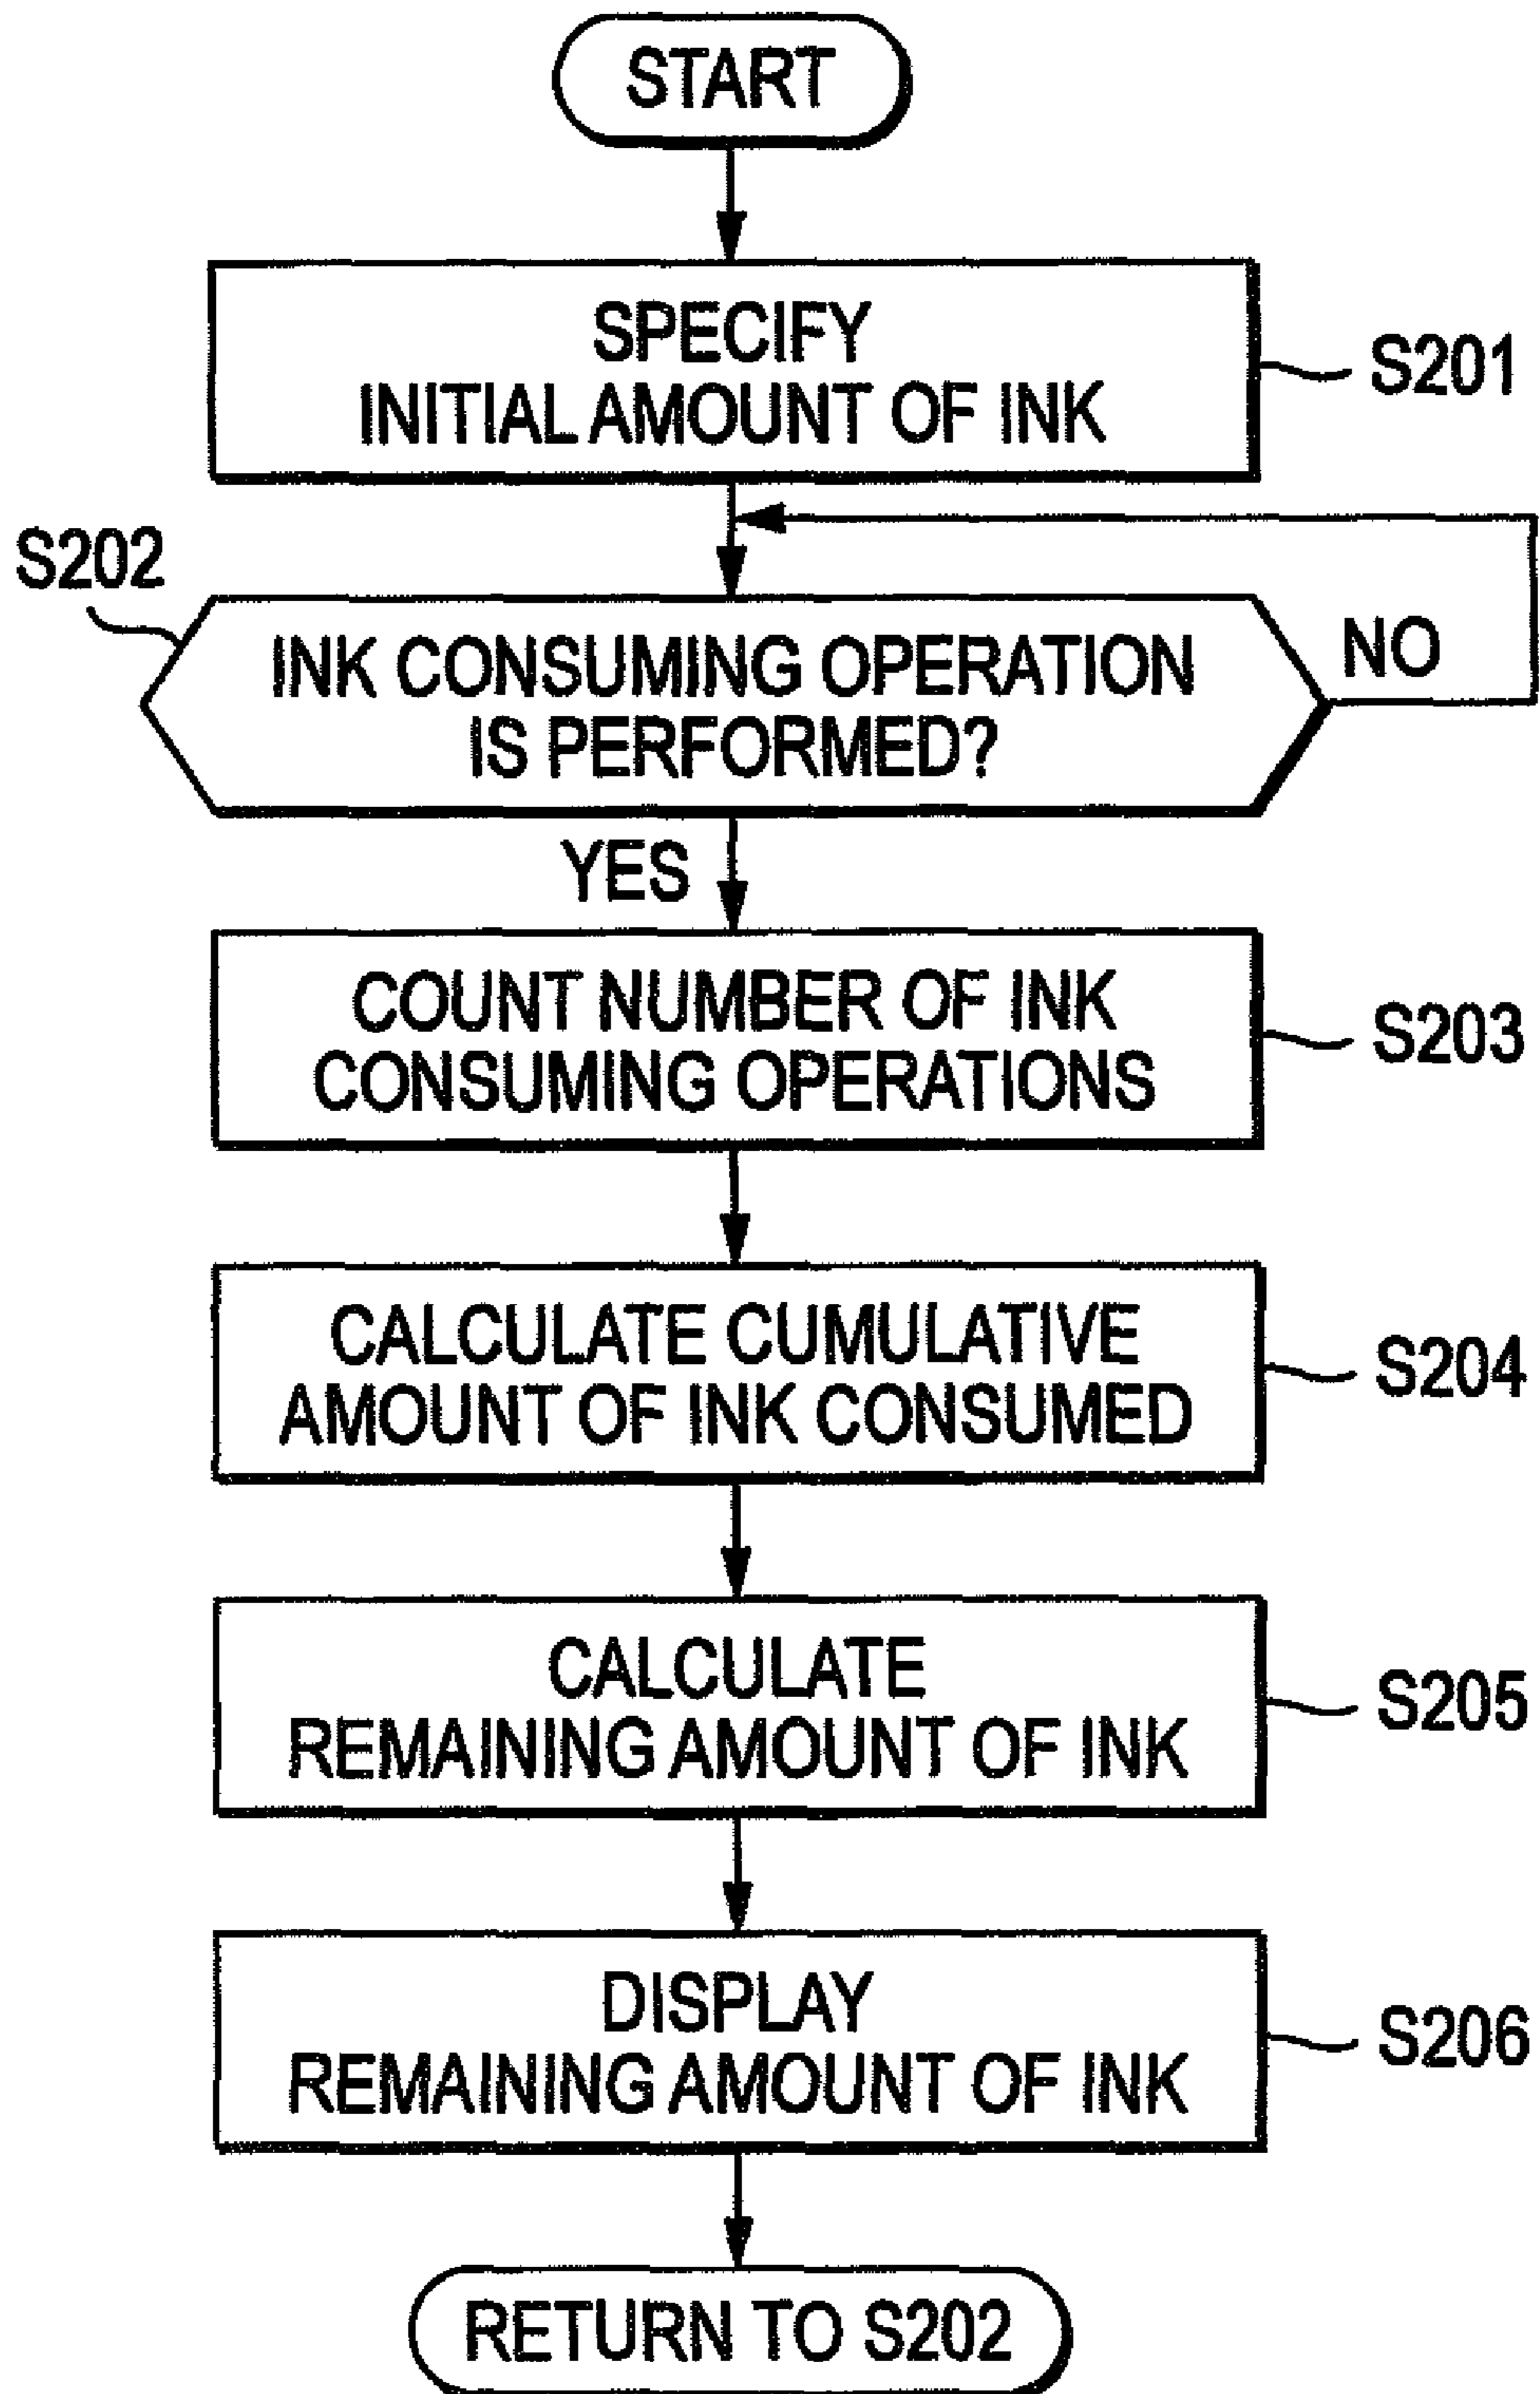 START
SPECIFY
INITIAL AMOUNT OF INK
S201
S202
INK CONSUMING OPERATION
IS PERFORMED?
NO
YES
COUNT NUMBER OF INK
CONSUMING OPERATIONS
S203
CALCULATE CUMULATIVE
AMOUNT OF INK CONSUMED
S204
CALCULATE
REMAINING AMOUNT OF INK
S205
DISPLAY
REMAINING AMOUNT OF INK
S206
RETURN TO S202